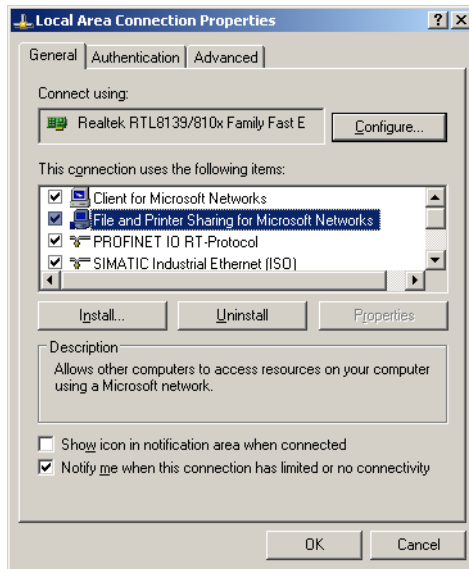 Local Area Connection Properties
General Authentication Advanced
Connect using:
Realtek RTL8139/810x Family Fast E
Configure...
This connection uses the following items:
Client for Microsoft Networks
File and Printer Sharing for Microsoft Networks
PROFINET IO RT-Protocol
SIMATIC Industrial Ethernet (ISO)
Install... Uninstall Properties
Description
Allows other computers to access resources on your computer
using a Microsoft network.
Show icon in notification area when connected
Notify me when this connection has limited or no connectivity
OK Cancel